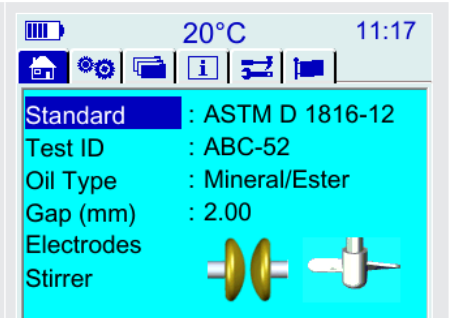 20°C 11:17
i
Standard : ASTM D 1816-12
Test ID : ABC-52
Oil Type : Mineral/Ester
Gap (mm) : 2.00
Electrodes
Stirrer